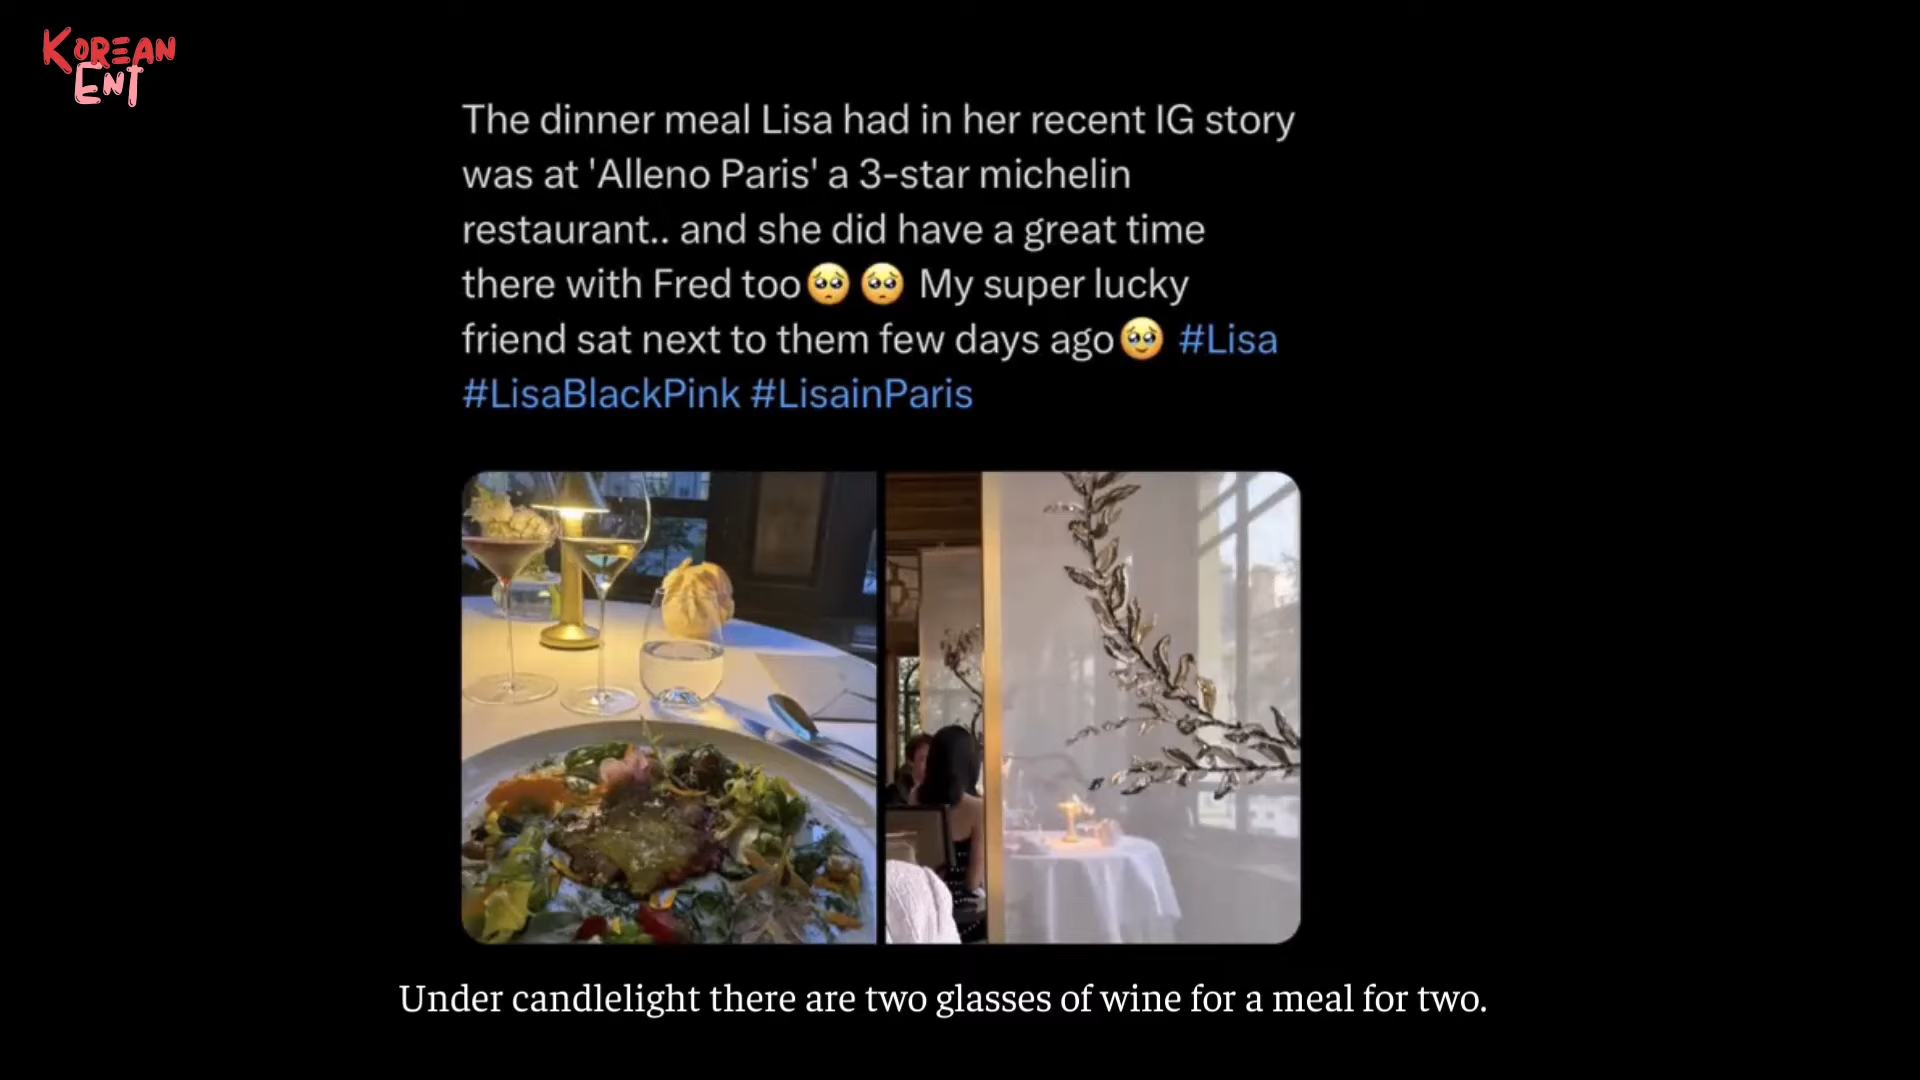 KOREAN
ENT
The dinner meal Lisa had in her recent IG story
was at 'Alleno Paris' a 3-star michelin
restaurant.. and she did have a great time
there with Fred too🥺🥺 My super lucky
friend sat next to them few days ago🥹 #Lisa
#LisaBlackPink #LisainParis
Under candlelight there are two glasses of wine for a meal for two.